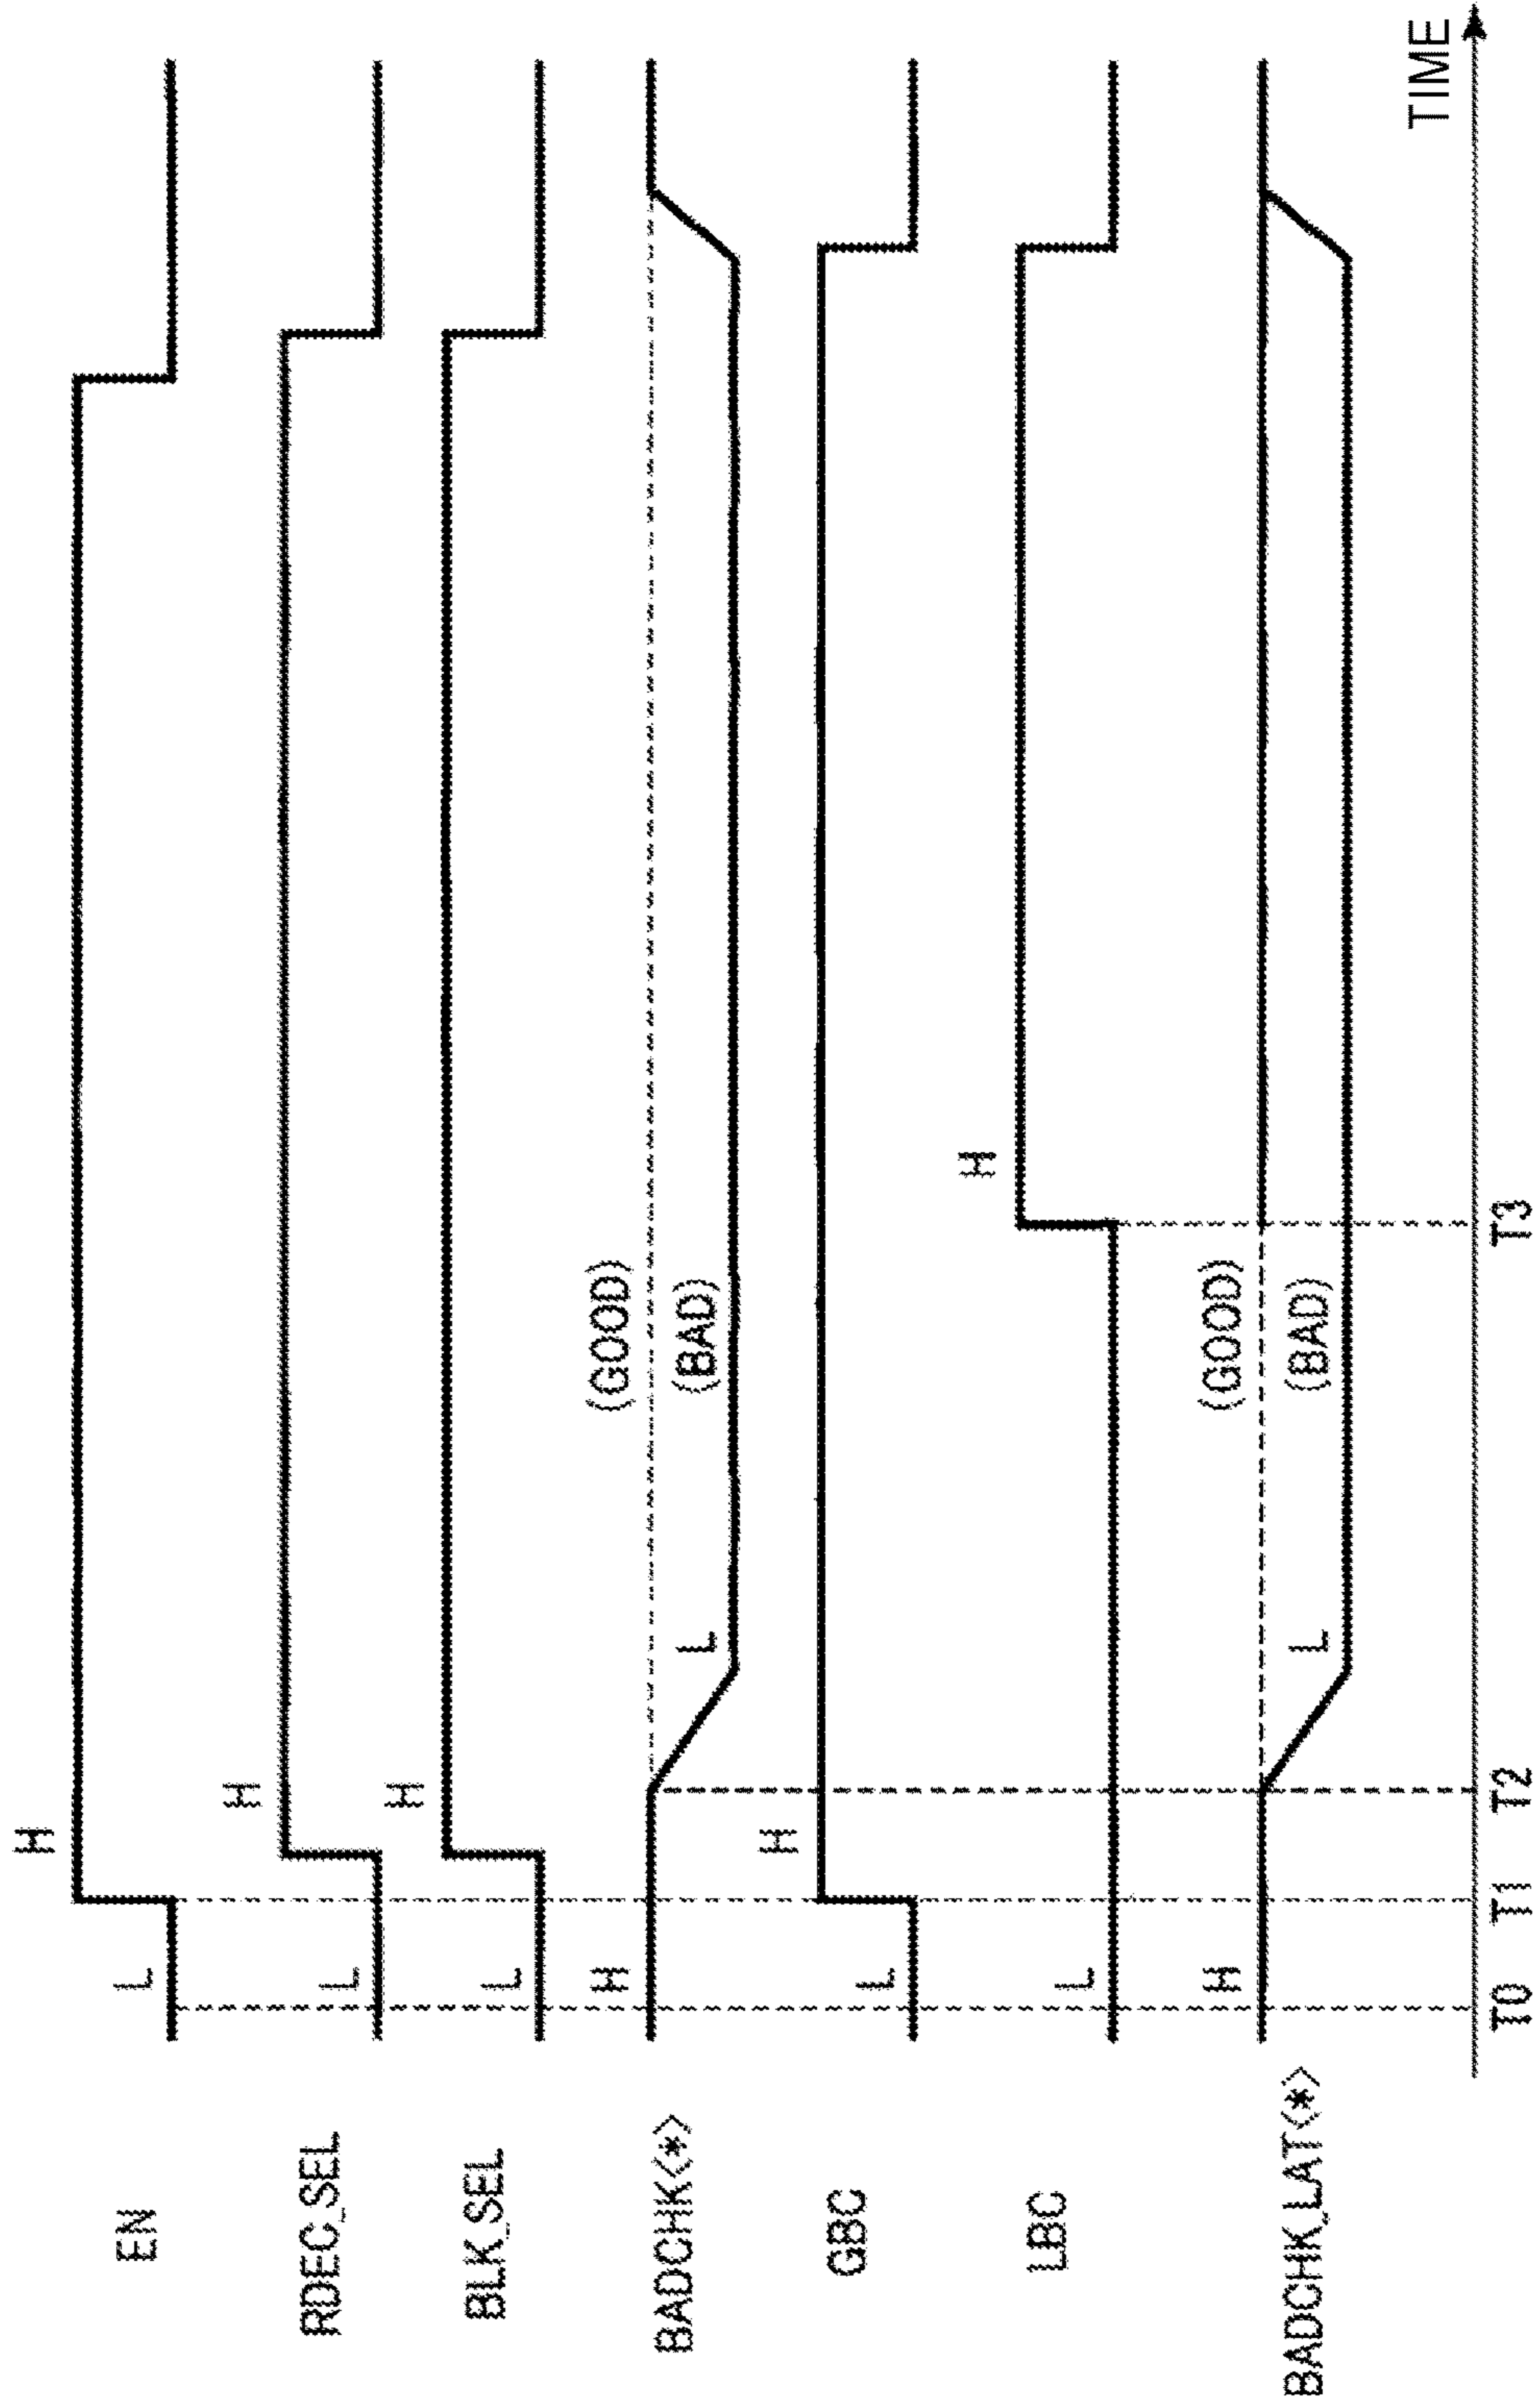 EN L H
RDEC_SEL L H
BLK_SEL L H
BADCHK<*> H L (GOOD) (BAD)
GBC L H
LBC L H
BADCHK_LAT<*> H L (GOOD) (BAD)
T0 T1 T2 T3 TIME